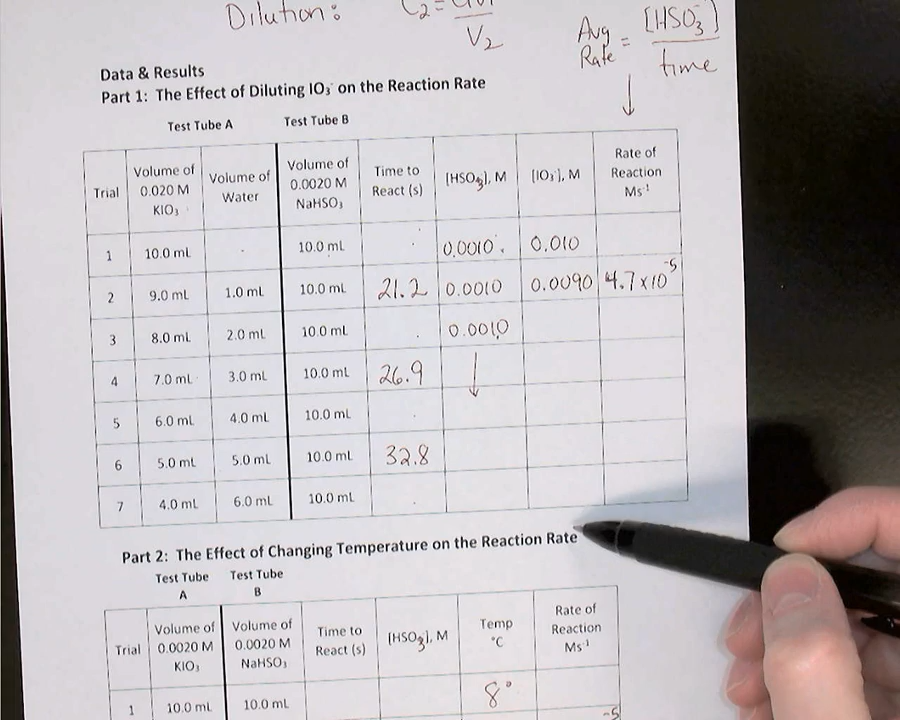 Dilution: C₂ =
V₂
Avg Rate = [HSO₃⁻] / time
Data & Results
Part 1: The Effect of Diluting IO₃⁻ on the Reaction Rate
Test Tube A Test Tube B
Trial Volume of 0.020 M KIO₃ Volume of Water Volume of 0.0020 M NaHSO₃ Time to React (s) [HSO₃], M [IO₃⁻], M Rate of Reaction Ms⁻¹
1 10.0 mL - 10.0 mL 0.0010 0.010
2 9.0 mL 1.0 mL 10.0 mL 21.2 0.0010 0.0090 4.7 x 10⁻⁵
3 8.0 mL 2.0 mL 10.0 mL 0.0010
4 7.0 mL 3.0 mL 10.0 mL 26.9
5 6.0 mL 4.0 mL 10.0 mL
6 5.0 mL 5.0 mL 10.0 mL 32.8
7 4.0 mL 6.0 mL 10.0 mL
Part 2: The Effect of Changing Temperature on the Reaction Rate
Test Tube A Test Tube B
Trial Volume of 0.0020 M KIO₃ Volume of 0.0020 M NaHSO₃ Time to React (s) [HSO₃], M Temp °C Rate of Reaction Ms⁻¹
1 10.0 mL 10.0 mL 8°
-5